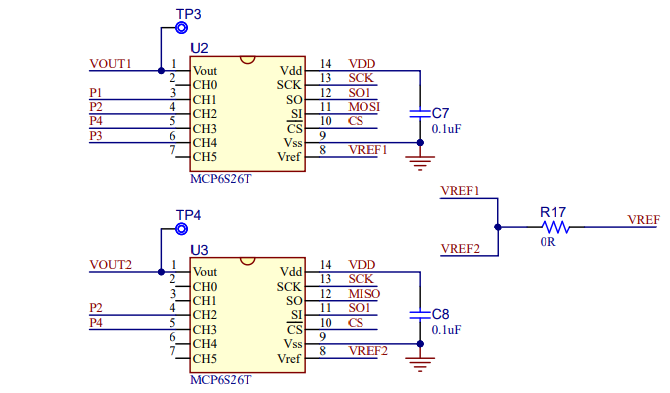 TP3
U2
VOUT1 1 Vout Vdd 14 VDD
2 CH0 SCK 13 SCK
P1 3 CH1 SO 12 SO1
P2 4 CH2 SI 11 MOSI
P4 5 CH3 CS 10 CS
P3 6 CH4 Vss 9
7 CH5 Vref 8 VREF1
MCP6S26T
C7
0.1uF
VREF1
R17
VREF
0R
VREF2
TP4
U3
VOUT2 1 Vout Vdd 14 VDD
2 CH0 SCK 13 SCK
3 CH1 SO 12 MISO
P2 4 CH2 SI 11 SO1
P4 5 CH3 CS 10 CS
6 CH4 Vss 9
7 CH5 Vref 8 VREF2
MCP6S26T
C8
0.1uF